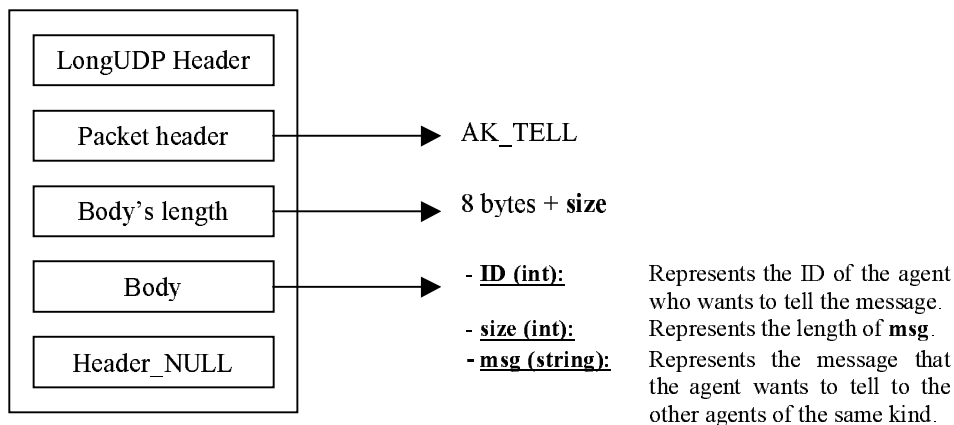 LongUDP Header
Packet header
AK_TELL
Body's length
8 bytes + size
Body
- ID (int): Represents the ID of the agent
who wants to tell the message.
- size (int): Represents the length of msg.
- msg (string): Represents the message that
the agent wants to tell to the
other agents of the same kind.
Header_NULL